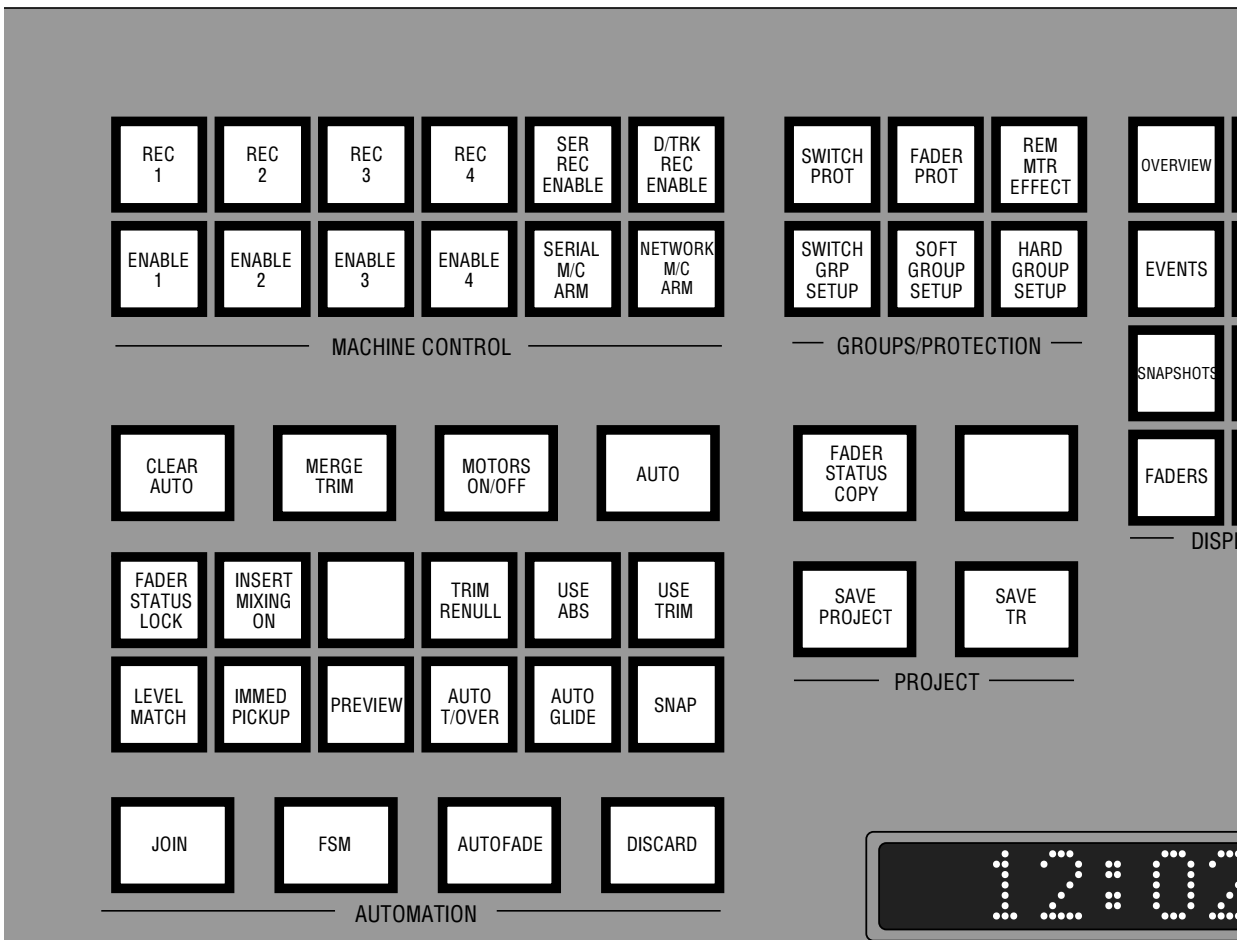 REC
1
REC
2
REC
3
REC
4
SER
REC
ENABLE
D/TRK
REC
ENABLE
ENABLE
1
ENABLE
2
ENABLE
3
ENABLE
4
SERIAL
M/C
ARM
NETWORK
M/C
ARM
MACHINE CONTROL
SWITCH
PROT
FADER
PROT
REM
MTR
EFFECT
SWITCH
GRP
SETUP
SOFT
GROUP
SETUP
HARD
GROUP
SETUP
GROUPS/PROTECTION
OVERVIEW
EVENTS
SNAPSHOTS
FADERS
DISP
CLEAR
AUTO
MERGE
TRIM
MOTORS
ON/OFF
AUTO
FADER
STATUS
LOCK
INSERT
MIXING
ON
TRIM
RENULL
USE
ABS
USE
TRIM
LEVEL
MATCH
IMMED
PICKUP
PREVIEW
AUTO
T/OVER
AUTO
GLIDE
SNAP
JOIN
FSM
AUTOFADE
DISCARD
AUTOMATION
FADER
STATUS
COPY
SAVE
PROJECT
SAVE
TR
PROJECT
12:02